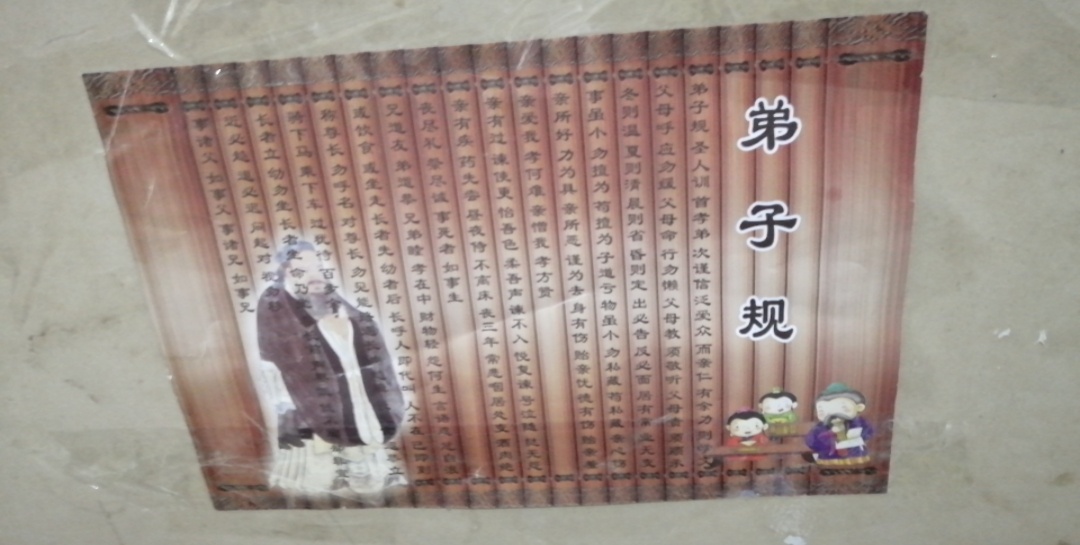 弟子规
弟子规圣人训首孝弟次谨信泛爱众而亲仁有余力则
父母呼应勿缓父母命行勿懒父母教须敬听父母责须顺承
冬则温夏则清晨则省昏则定出必告反必面居有常业无变
事虽小勿擅为苟擅为子道亏物虽小勿私藏苟私藏亲心伤
亲所好力为具亲所恶谨为去身有伤贻亲忧德有伤贻亲羞
亲爱我孝何难亲憎我孝方贤
亲有过谏使更怡吾色柔吾声谏不入悦复谏号泣随挞无怨
亲有疾药先尝昼夜侍不离床丧三年常悲咽居处变酒肉绝
丧尽礼祭尽诚事死者如事生
兄道友弟道恭兄弟睦孝在中财物轻怨何生言语忍忿自泯
或饮食或坐走长者先幼者后长呼人即代叫人不在己即到
称尊长勿呼名对尊长勿见能
骑下马乘下车过犹待百步
长者立幼勿坐长者坐命乃
近必趋退必迟问起对视勿移
事诸父如事父事诸兄如事兄